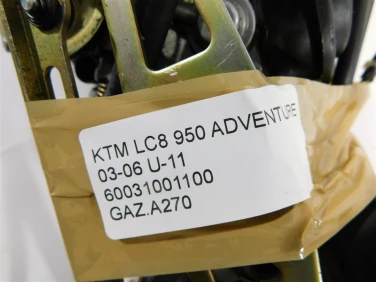 KTM LC8 950 ADVENTURE
03-06 U-11
60031001100
GAZ.A270